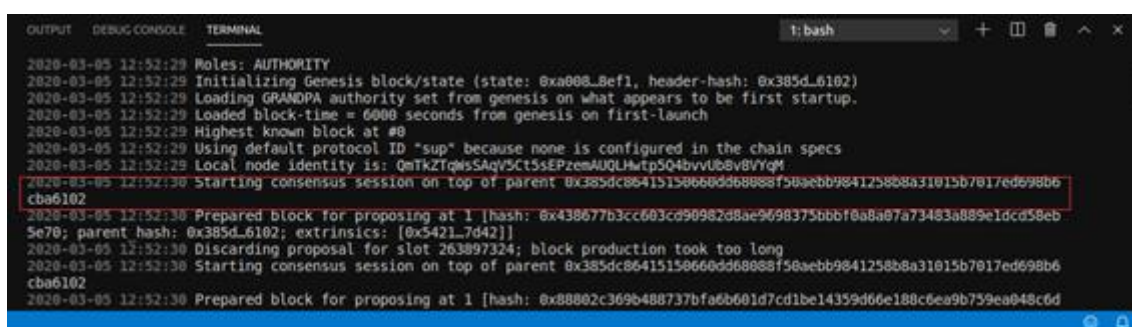 OUTPUT DEBUG CONSOLE TERMINAL 1: bash
2020-03-05 12:52:29 Roles: AUTHORITY
2020-03-05 12:52:29 Initializing Genesis block/state (state: 0xa008…8ef1, header-hash: 0x385d…6102)
2020-03-05 12:52:29 Loading GRANDPA authority set from genesis on what appears to be first startup.
2020-03-05 12:52:29 Loaded block-time = 6000 seconds from genesis on first-launch
2020-03-05 12:52:29 Highest known block at #0
2020-03-05 12:52:29 Using default protocol ID "sup" because none is configured in the chain specs
2020-03-05 12:52:29 Local node identity is:
2020-03-05 12:52:30 Starting consensus session on top of parent 0x385dc86415150660dd68088f50aebb9841258b8a31015b7017ed698b6
cba6102
2020-03-05 12:52:30 Prepared block for proposing at 1 [hash: 0x438677b3cc603cd90982d8ae9698375bbbf0a8a07a73483a889e1dcd58eb
5e70; parent_hash: 0x385d…6102; extrinsics: [0x5421…7d42]]
2020-03-05 12:52:30 Discarding proposal for slot 263897324; block production took too long
2020-03-05 12:52:30 Starting consensus session on top of parent 0x385dc86415150660dd68088f50aebb9841258b8a31015b7017ed698b6
cba6102
2020-03-05 12:52:30 Prepared block for proposing at 1 [hash: 0x88802c369b488737bfa6b601d7cd1be14359d66e188c6ea9b759ea048c6d